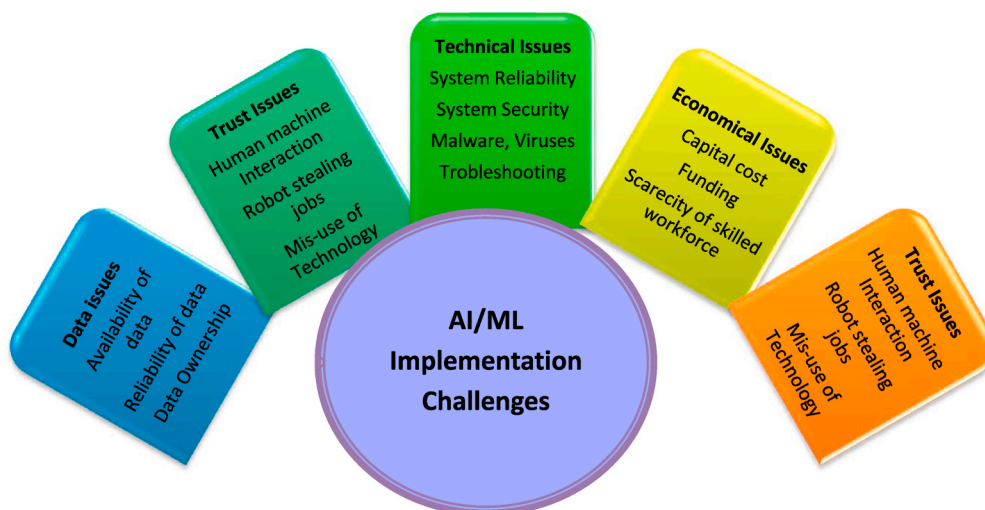 Data issues
Availability of
data
Reliability of data
Data Ownership
Trust Issues
Human machine
Interaction
Robot stealing
jobs
Mis-use of
Technology
Technical Issues
System Reliability
System Security
Malware, Viruses
Trobleshooting
Economical Issues
Capital cost
Funding
Scarecity of skilled
workforce
Trust Issues
Human machine
Interaction
Robot stealing
jobs
Mis-use of
Technology
AI/ML
Implementation
Challenges